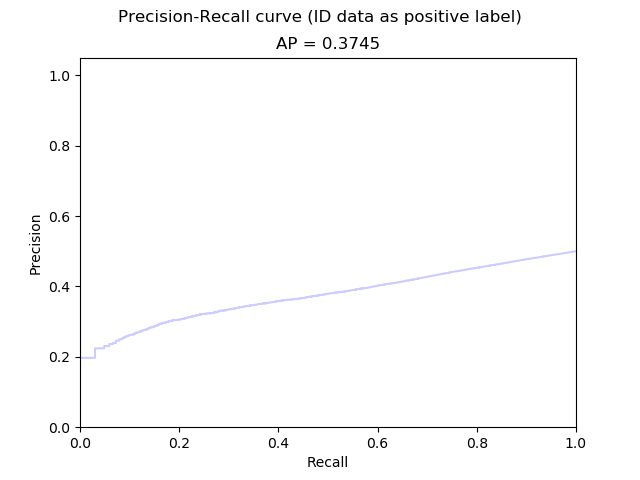 Precision-Recall curve (ID data as positive label)
AP = 0.3745
1.0
0.8
0.6
0.4
0.2
0.0
Precision
0.0 0.2 0.4 0.6 0.8 1.0
Recall